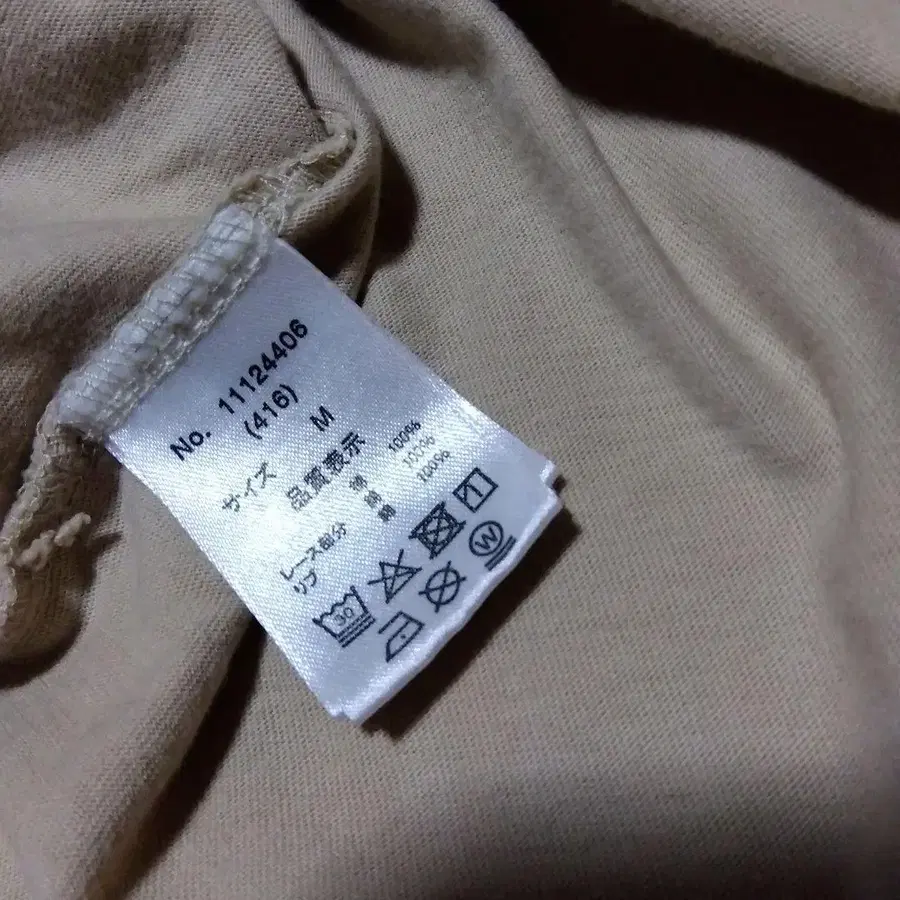 No. 11124406
(416)
サイズ M
品質表示
綿 100%
レース部分 綿 100%
リブ 綿 100%
30
W